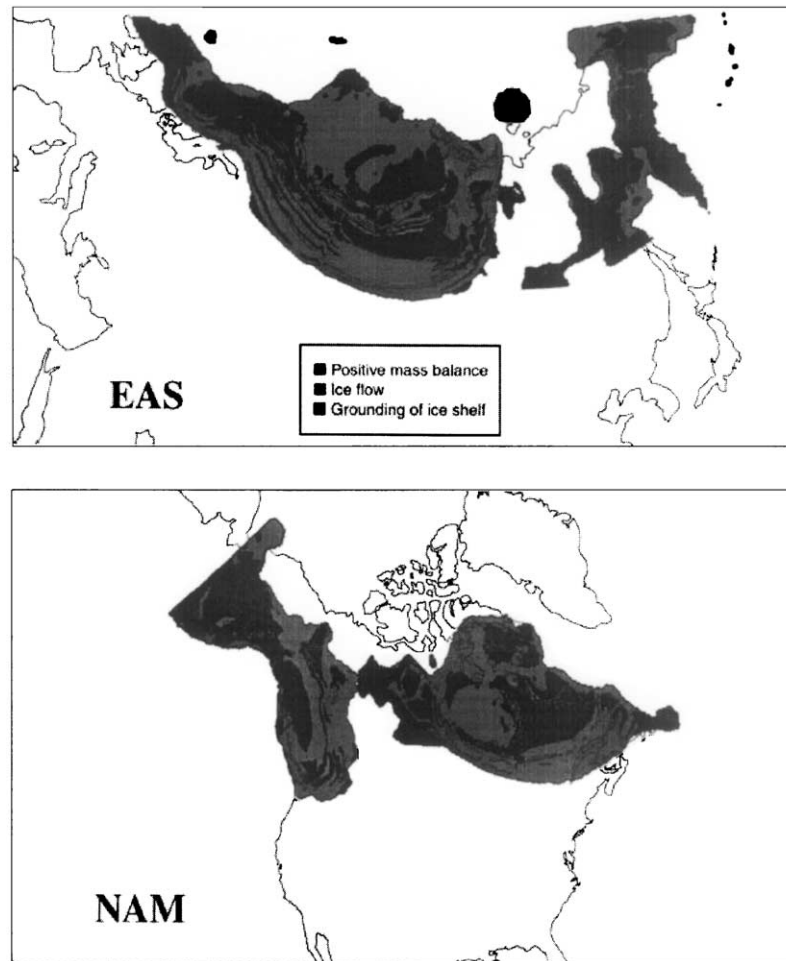 Positive mass balance
Ice flow
Grounding of ice shelf
EAS
NAM